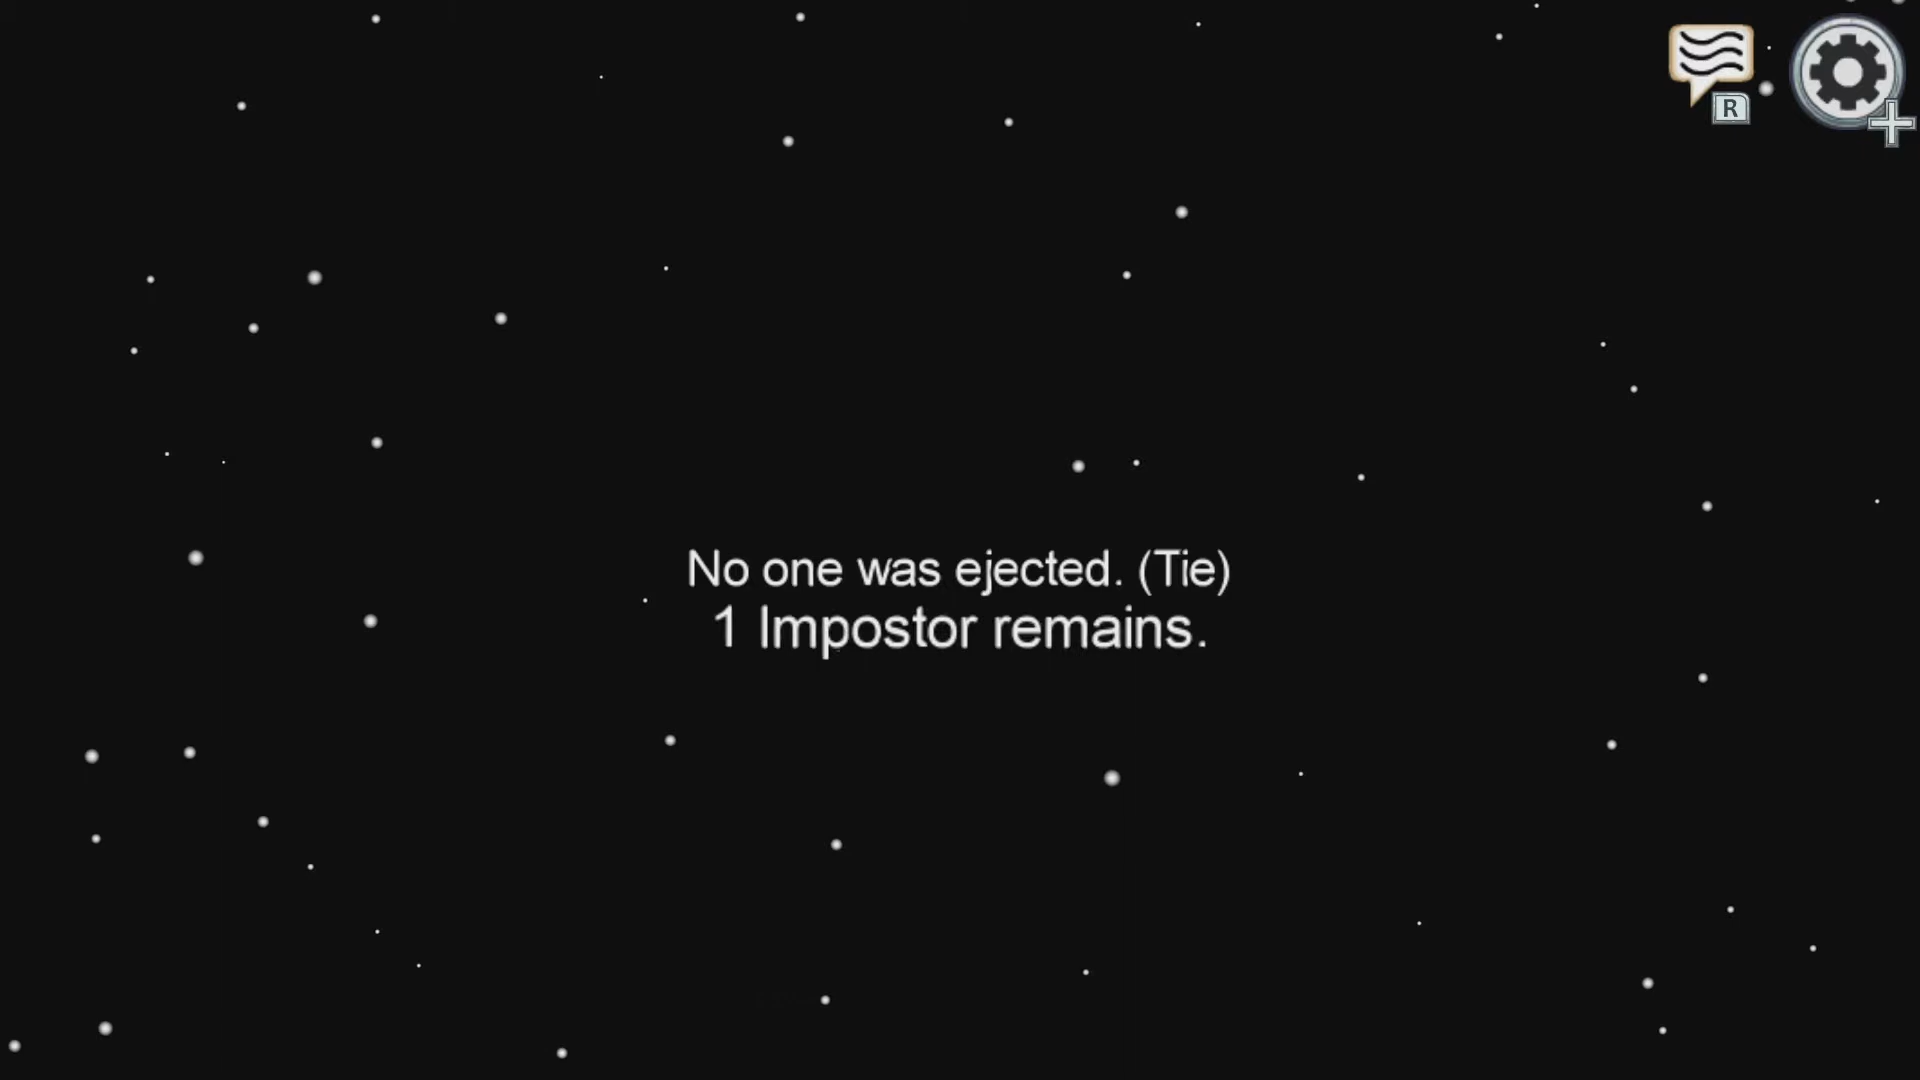 R
No one was ejected. (Tie)
1 Impostor remains.